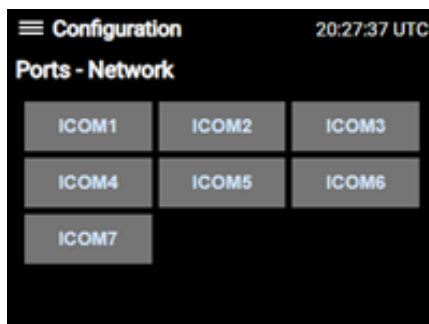 Configuration 20:27:37 UTC
Ports - Network
ICOM1 ICOM2 ICOM3
ICOM4 ICOM5 ICOM6
ICOM7